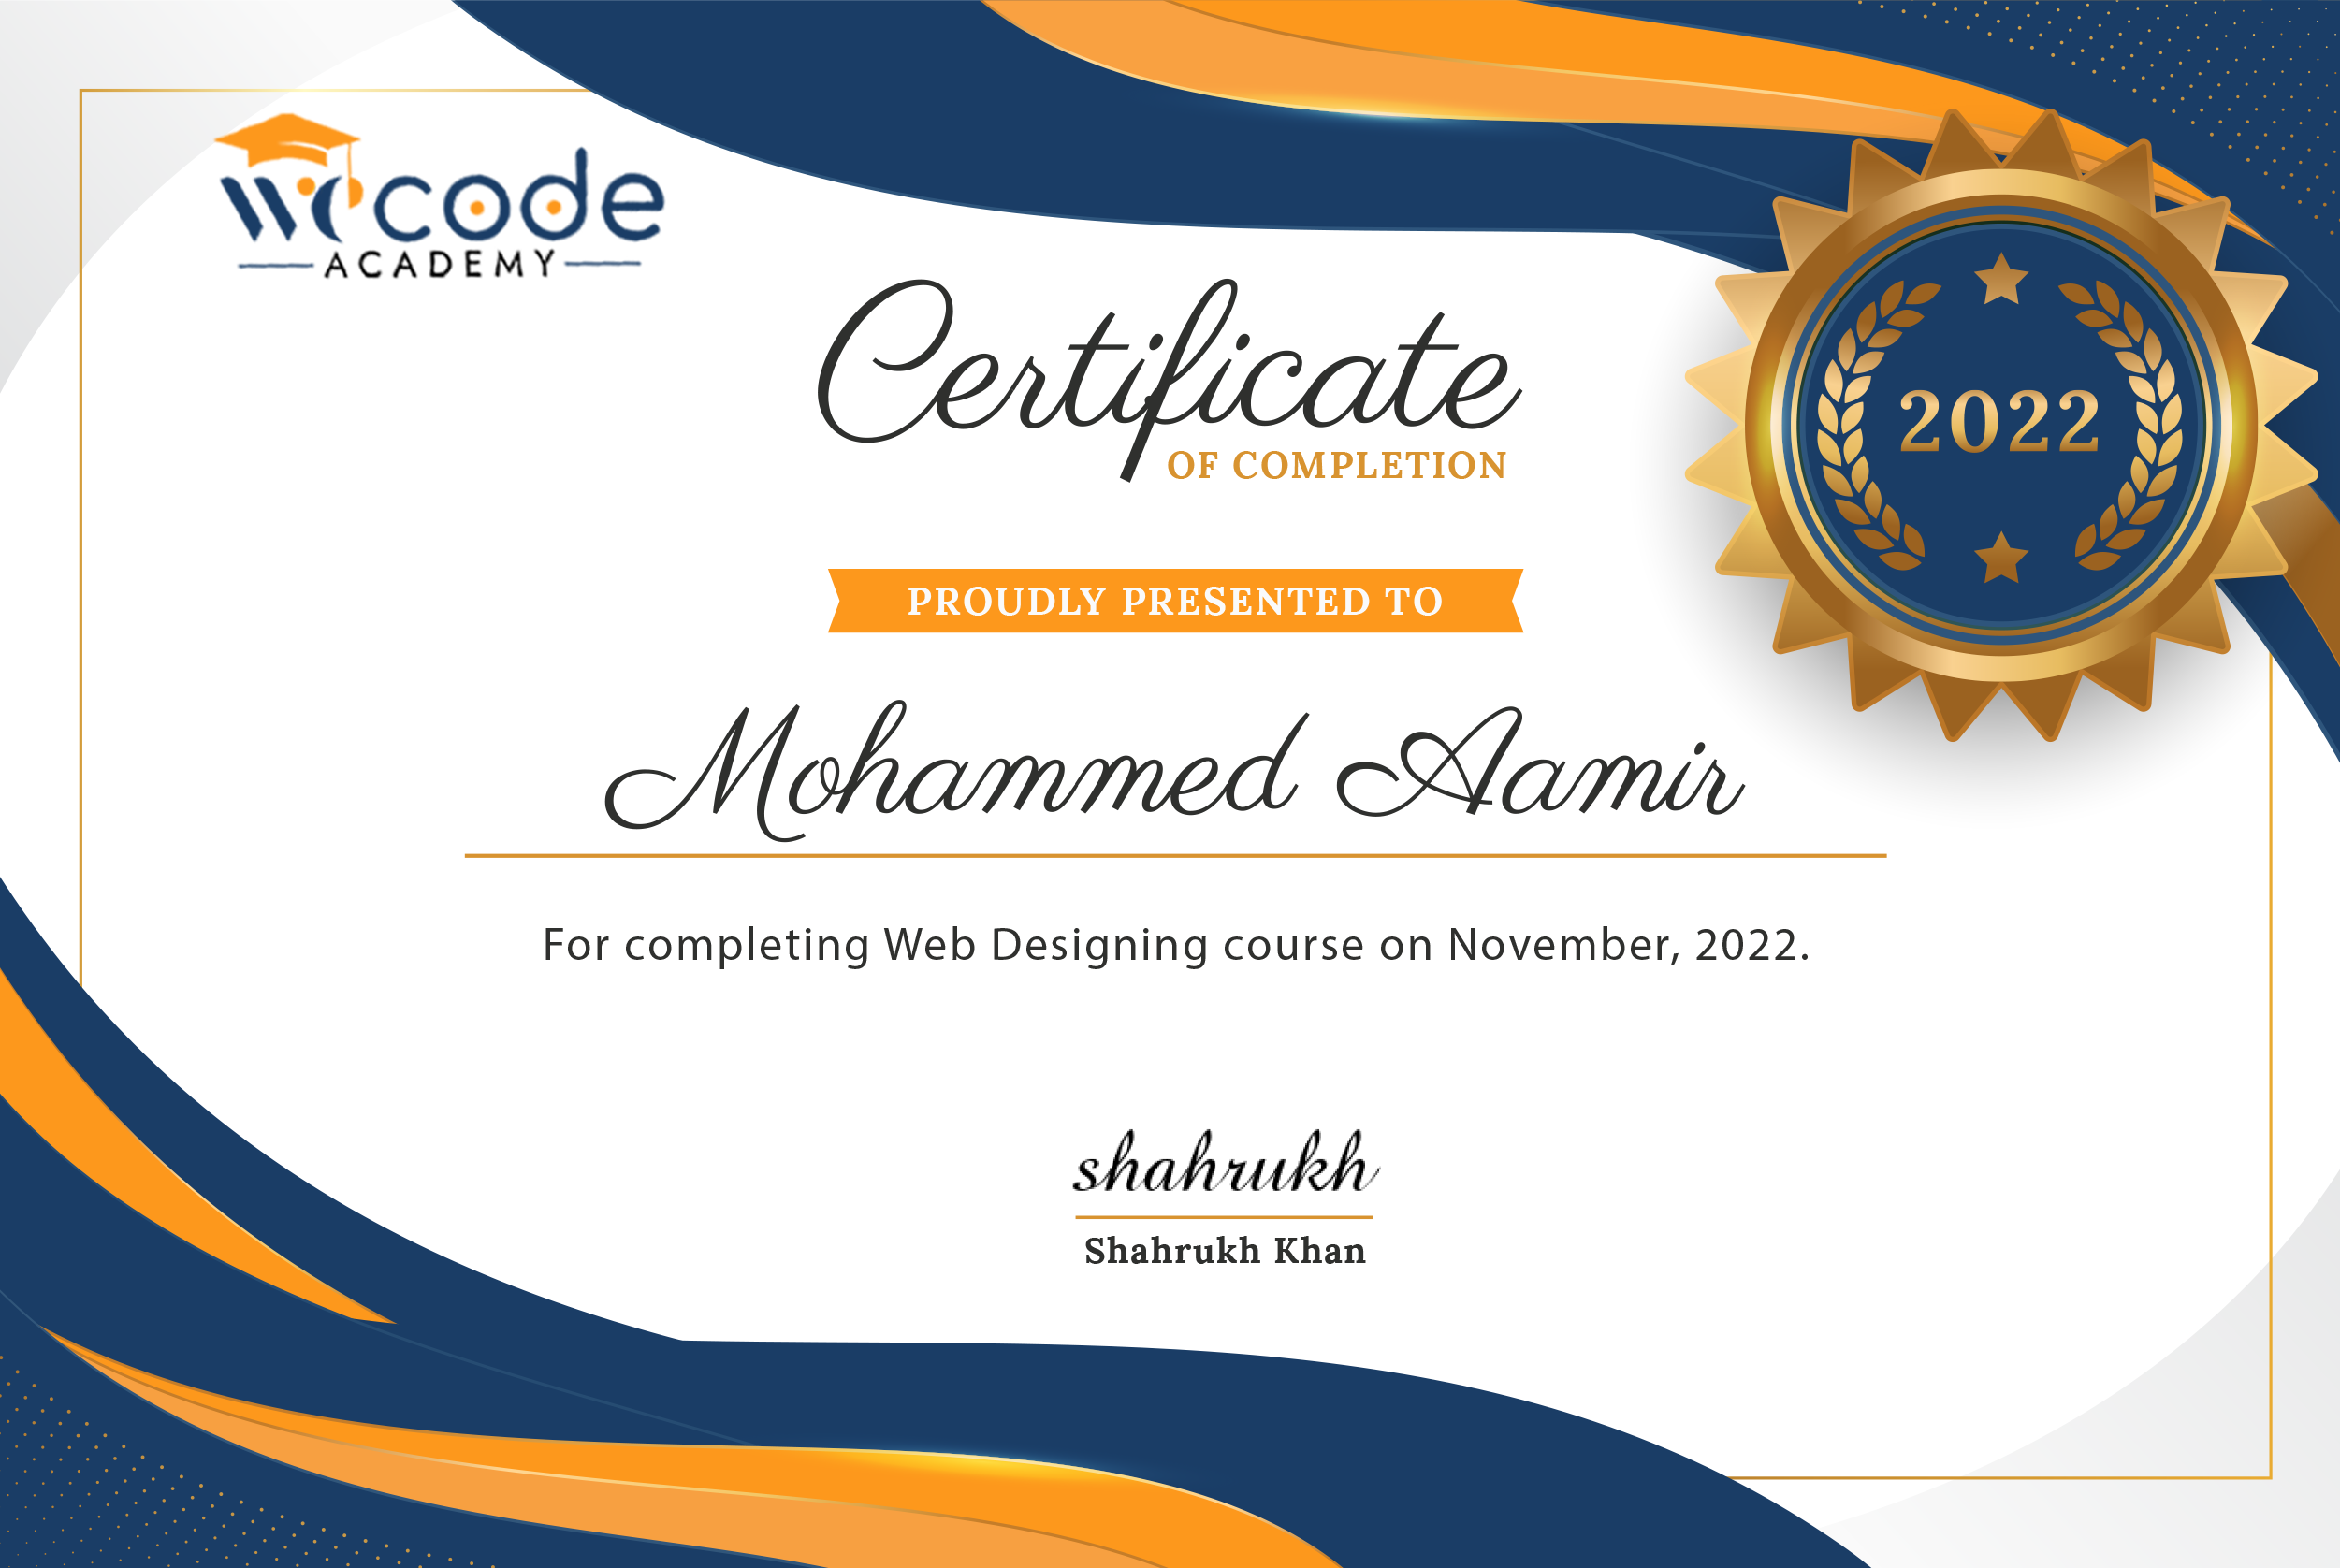 wicode
ACADEMY
Certificate
OF COMPLETION
2022
PROUDLY PRESENTED TO
Mohammed Aamir
For completing Web Designing course on November, 2022.
shahrukh
Shahrukh Khan